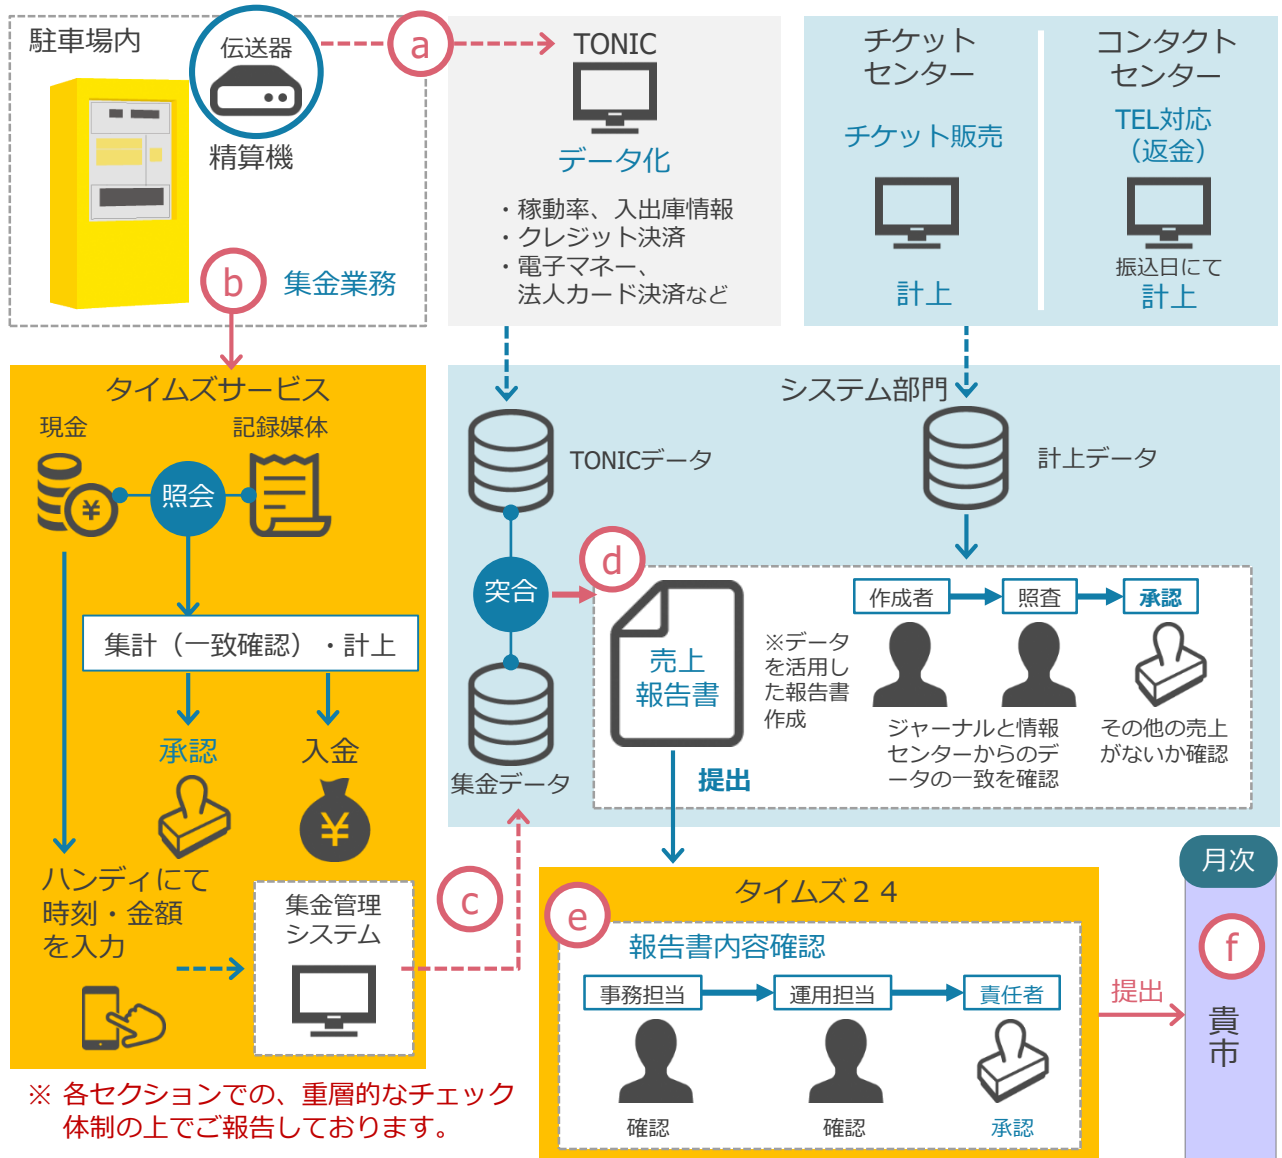 駐車場内
伝送器
精算機
a
TONIC
データ化
・稼動率、入出庫情報
・クレジット決済
・電子マネー、
法人カード決済など
チケット
センター
チケット販売
計上
コンタクト
センター
TEL対応
（返金）
振込日にて
計上
b
集金業務
タイムズサービス
現金
記録媒体
照会
¥
集計（一致確認）・計上
承認
入金
¥
ハンディにて
時刻・金額
を入力
集金管理
システム
c
システム部門
TONICデータ
計上データ
突合
集金データ
d
売上
報告書
※データ
を活用し
た報告書
作成
作成者
照査
承認
ジャーナルと情報
センターからのデ
ータの一致を確認
その他の売上
がないか確認
提出
タイムズ２４
e
報告書内容確認
事務担当
運用担当
責任者
確認
確認
承認
提出
月次
f
貴市
※ 各セクションでの、重層的なチェック
体制の上でご報告しております。